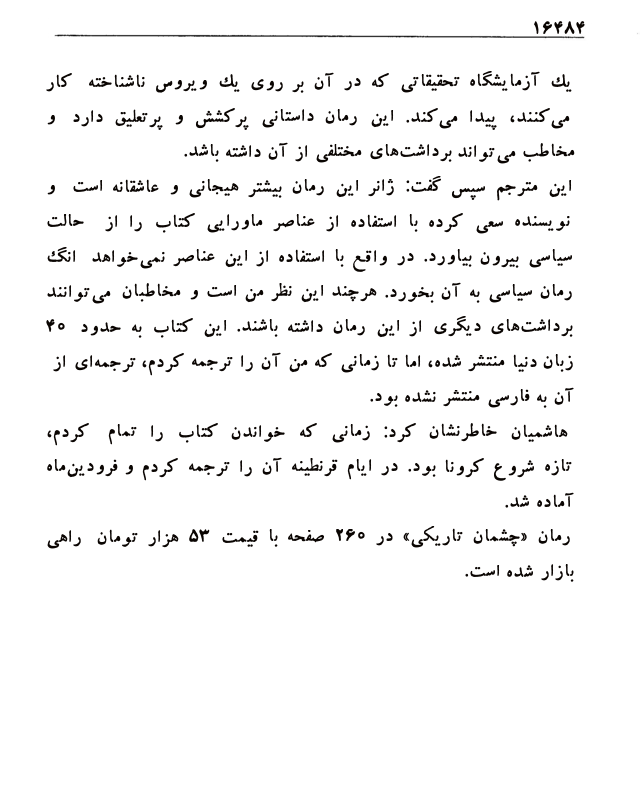 ۱۶۴۸۴
یك آزمایشگاه تحقیقاتی که در آن بر روی یك ویروس ناشناخته کار
می‌کنند، پیدا می‌کند. این رمان داستانی پرکشش و پرتعلیق دارد و
مخاطب می‌تواند برداشت‌های مختلفی از آن داشته باشد.
این مترجم سپس گفت: ژانر این رمان بیشتر هیجانی و عاشقانه است و
نویسنده سعی کرده با استفاده از عناصر ماورایی کتاب را از حالت
سیاسی بیرون بیاورد. در واقع با استفاده از این عناصر نمی‌خواهد انگ
رمان سیاسی به آن بخورد. هرچند این نظر من است و مخاطبان می‌توانند
برداشت‌های دیگری از این رمان داشته باشند. این کتاب به حدود ۴۰
زبان دنیا منتشر شده، اما تا زمانی که من آن را ترجمه کردم، ترجمه‌ای از
آن به فارسی منتشر نشده بود.
هاشمیان خاطرنشان کرد: زمانی که خواندن کتاب را تمام کردم،
تازه شروع کرونا بود. در ایام قرنطینه آن را ترجمه کردم و فرودین‌ماه
آماده شد.
رمان «چشمان تاریکی» در ۲۶۰ صفحه با قیمت ۵۳ هزار تومان راهی
بازار شده است.